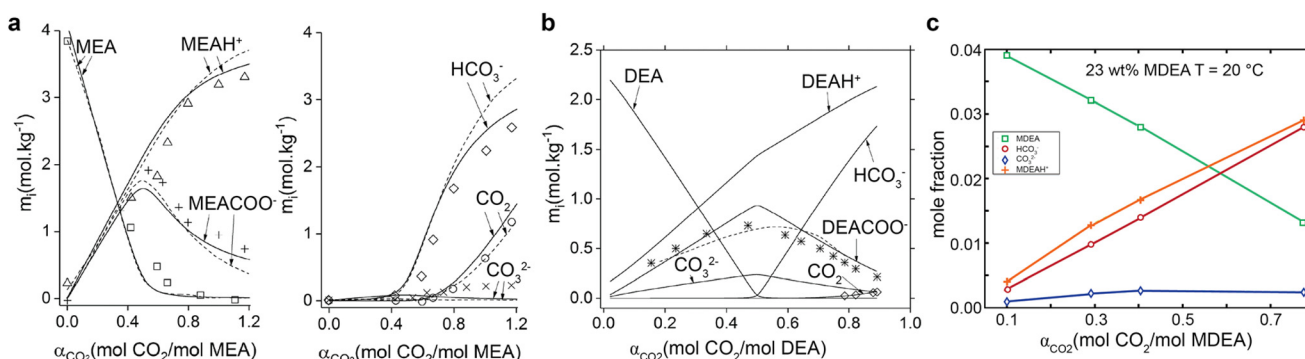 a
4
3
2
1
0
0.0 0.4 0.8 1.2
mᵢ(mol.kg⁻¹)
α_CO₂(mol CO₂/mol MEA)
MEA
MEAH⁺
MEACOO⁻
4
3
2
1
0
0.0 0.4 0.8 1.2
mᵢ(mol.kg⁻¹)
α_CO₂(mol CO₂/mol MEA)
HCO₃⁻
CO₂
CO₃²⁻
b
2.5
2.0
1.5
1.0
0.5
0.0
0.0 0.2 0.4 0.6 0.8 1.0
mᵢ(mol.kg⁻¹)
α_CO2(mol CO₂/mol DEA)
DEA
DEAH⁺
HCO₃⁻
DEACOO⁻
CO₃²⁻
CO₂
c
0.04
0.03
0.02
0.01
0.00
0.1 0.3 0.5 0.7
mole fraction
α_CO2(mol CO₂/mol MDEA)
23 wt% MDEA T = 20 °C
MDEA
HCO₃⁻
CO₃²⁻
MDEAH⁺